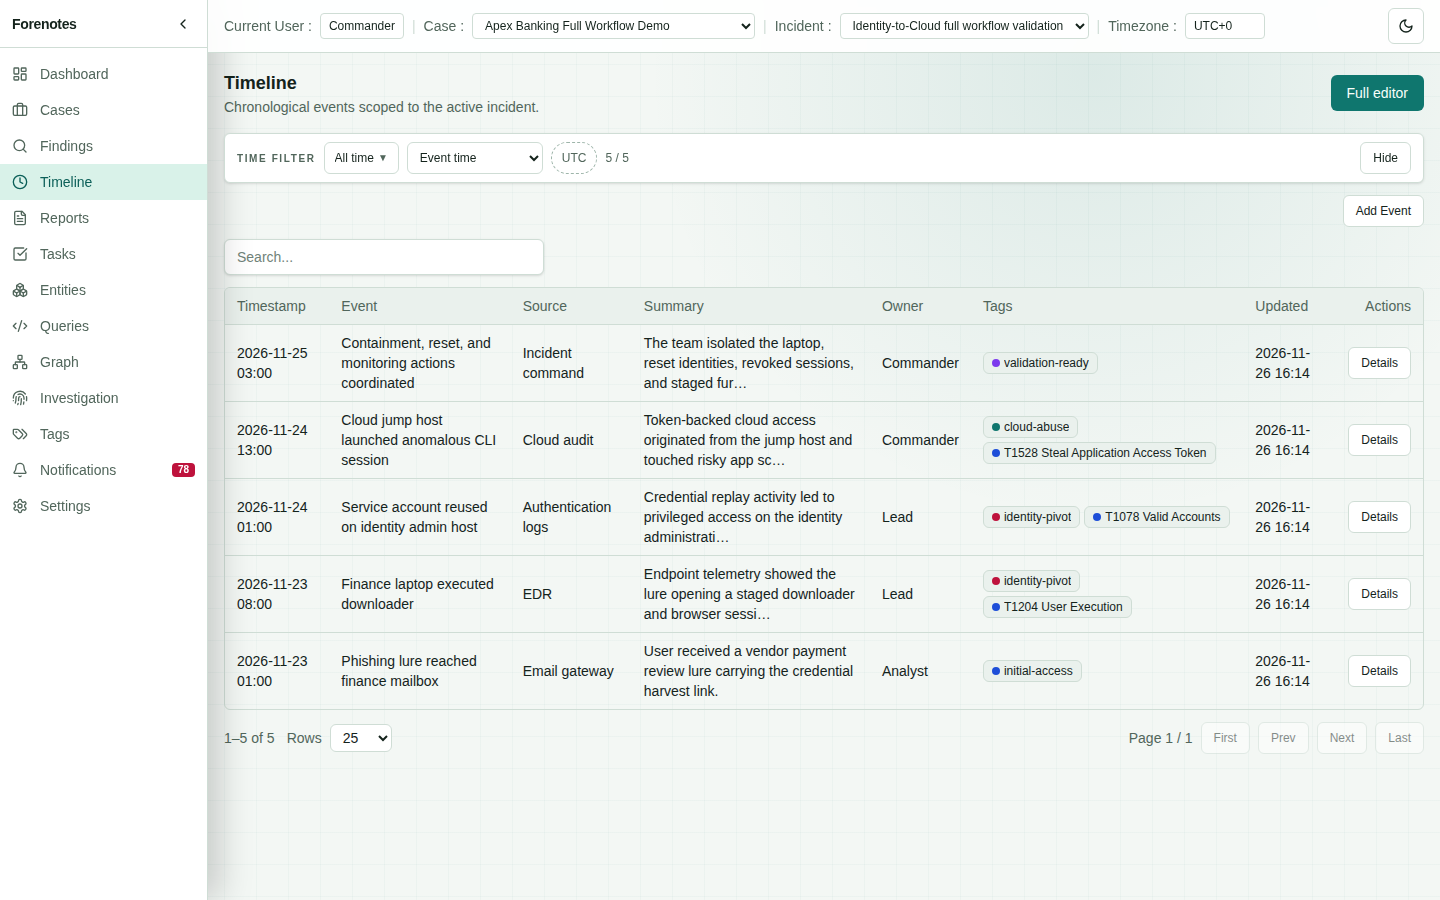 Forenotes
Current User :
Commander
|
Case :
Apex Banking Full Workflow Demo
|
Incident :
Identity-to-Cloud full workflow validation
|
Timezone :
UTC+0
Dashboard
Cases
Findings
Timeline
Reports
Tasks
Entities
Queries
Graph
Investigation
Tags
Notifications
78
Settings
Timeline
Chronological events scoped to the active incident.
Full editor
TIME FILTER
All time ▼
Event time
UTC
5 / 5
Hide
Add Event
Search...
Timestamp
Event
Source
Summary
Owner
Tags
Updated
Actions
2026-11-25
03:00
Containment, reset, and
monitoring actions
coordinated
Incident
command
The team isolated the laptop,
reset identities, revoked sessions,
and staged fur…
Commander
validation-ready
2026-11-
26 16:14
Details
2026-11-24
13:00
Cloud jump host
launched anomalous CLI
session
Cloud audit
Token-backed cloud access
originated from the jump host and
touched risky app sc…
Commander
cloud-abuse
T1528 Steal Application Access Token
2026-11-
26 16:14
Details
2026-11-24
01:00
Service account reused
on identity admin host
Authentication
logs
Credential replay activity led to
privileged access on the identity
administrati…
Lead
identity-pivot
T1078 Valid Accounts
2026-11-
26 16:14
Details
2026-11-23
08:00
Finance laptop executed
downloader
EDR
Endpoint telemetry showed the
lure opening a staged downloader
and browser sessi…
Lead
identity-pivot
T1204 User Execution
2026-11-
26 16:14
Details
2026-11-23
01:00
Phishing lure reached
finance mailbox
Email gateway
User received a vendor payment
review lure carrying the credential
harvest link.
Analyst
initial-access
2026-11-
26 16:14
Details
1–5 of 5
Rows
25
Page 1 / 1
First
Prev
Next
Last